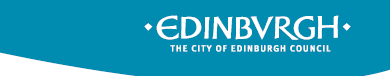 ·EDINBVRGH·
THE CITY OF EDINBURGH COUNCIL